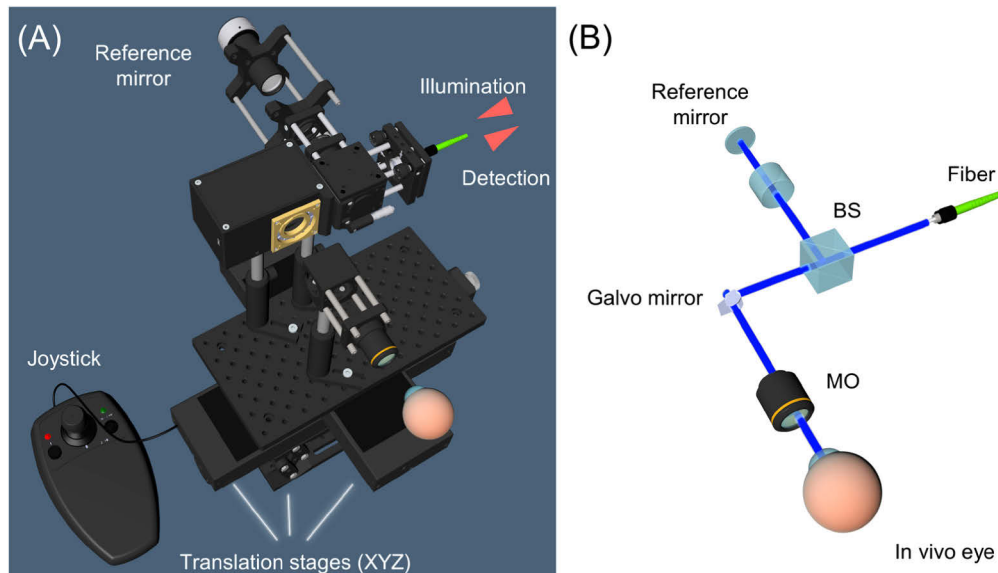 (A)
Reference
mirror
Illumination
Detection
Joystick
Translation stages (XYZ)
(B)
Reference
mirror
Fiber
BS
Galvo mirror
MO
In vivo eye